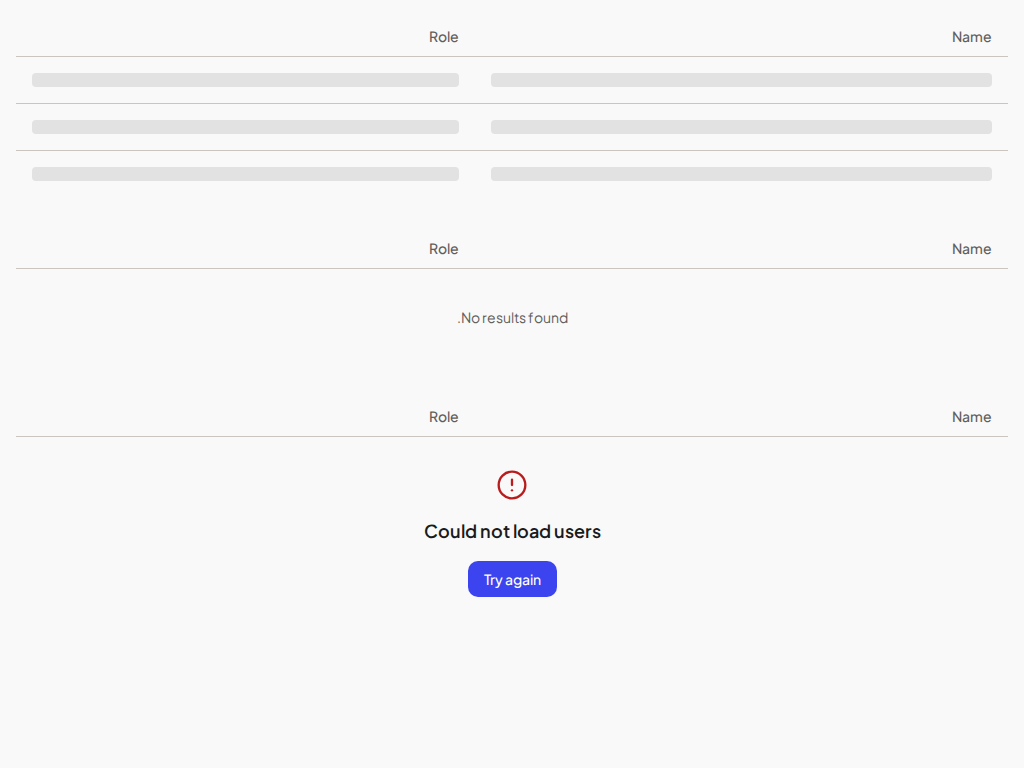 Role Name
Role Name
.No results found
Role Name
Could not load users
Try again